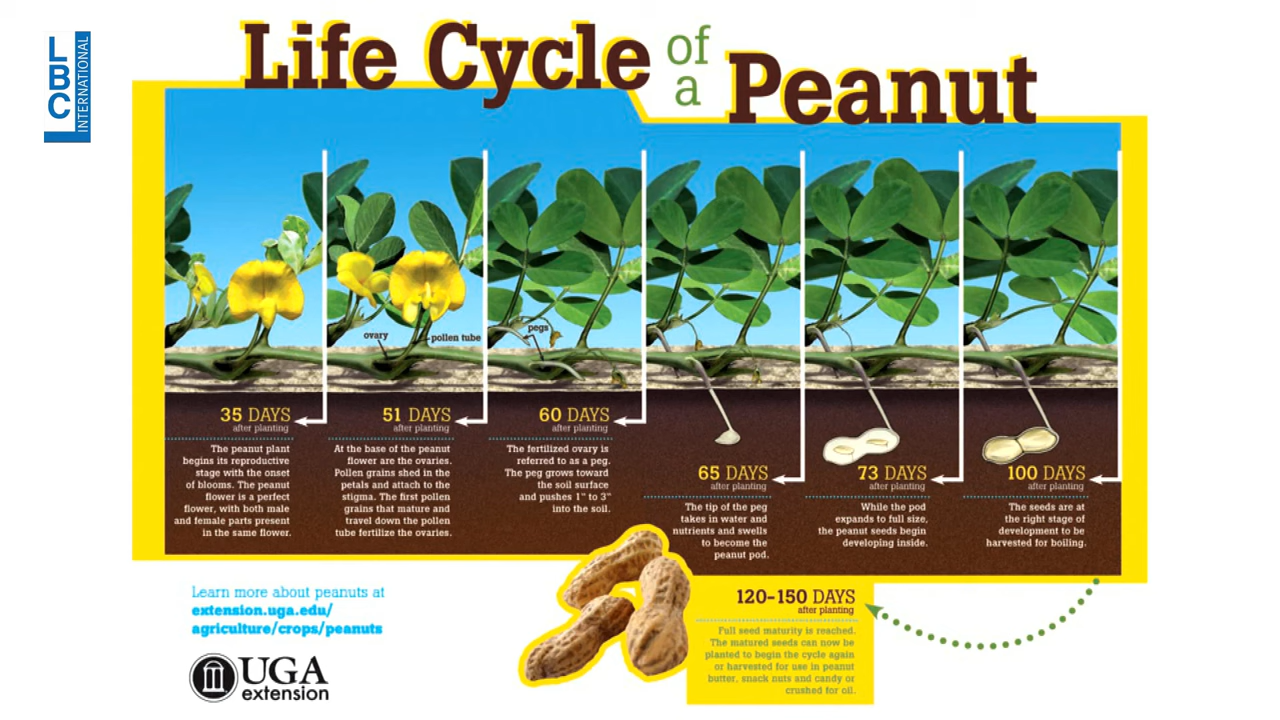 LBC
INTERNATIONAL
Life Cycle of a Peanut
ovary
pollen tube
pegs
35 DAYS
after planting
The peanut plant
begins its reproductive
stage with the onset
of blooms. The peanut
flower is a perfect
flower, with both male
and female parts present
in the same flower.
51 DAYS
after planting
At the base of the peanut
flower are the ovaries.
Pollen grains shed in the
petals and attach to the
stigma. The first pollen
grains that mature and
travel down the pollen
tube fertilize the ovaries.
60 DAYS
after planting
The fertilized ovary is
referred to as a peg.
The peg grows toward
the soil surface
and pushes 1" to 3"
into the soil.
65 DAYS
after planting
The tip of the peg
takes in water and
nutrients and swells
to become the
peanut pod.
73 DAYS
after planting
While the pod
expands to full size,
the peanut seeds begin
developing inside.
100 DAYS
after planting
The seeds are at
the right stage of
development to be
harvested for boiling.
120-150 DAYS
after planting
Full seed maturity is reached.
The matured seeds can now be
planted to begin the cycle again
or harvested for use in peanut
butter, snack nuts and candy or
crushed for oil.
Learn more about peanuts at
extension.uga.edu/
agriculture/crops/peanuts
UGA
extension